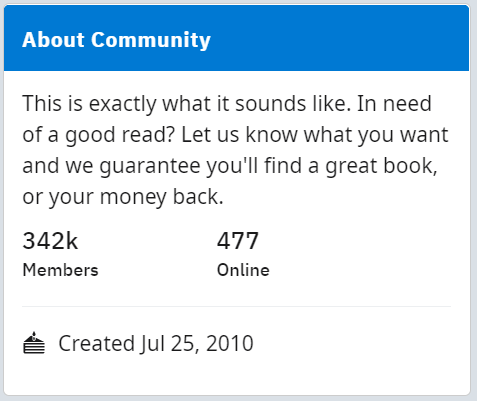 About Community
This is exactly what it sounds like. In need
of a good read? Let us know what you want
and we guarantee you'll find a great book,
or your money back.
342k 477
Members Online
Created Jul 25, 2010